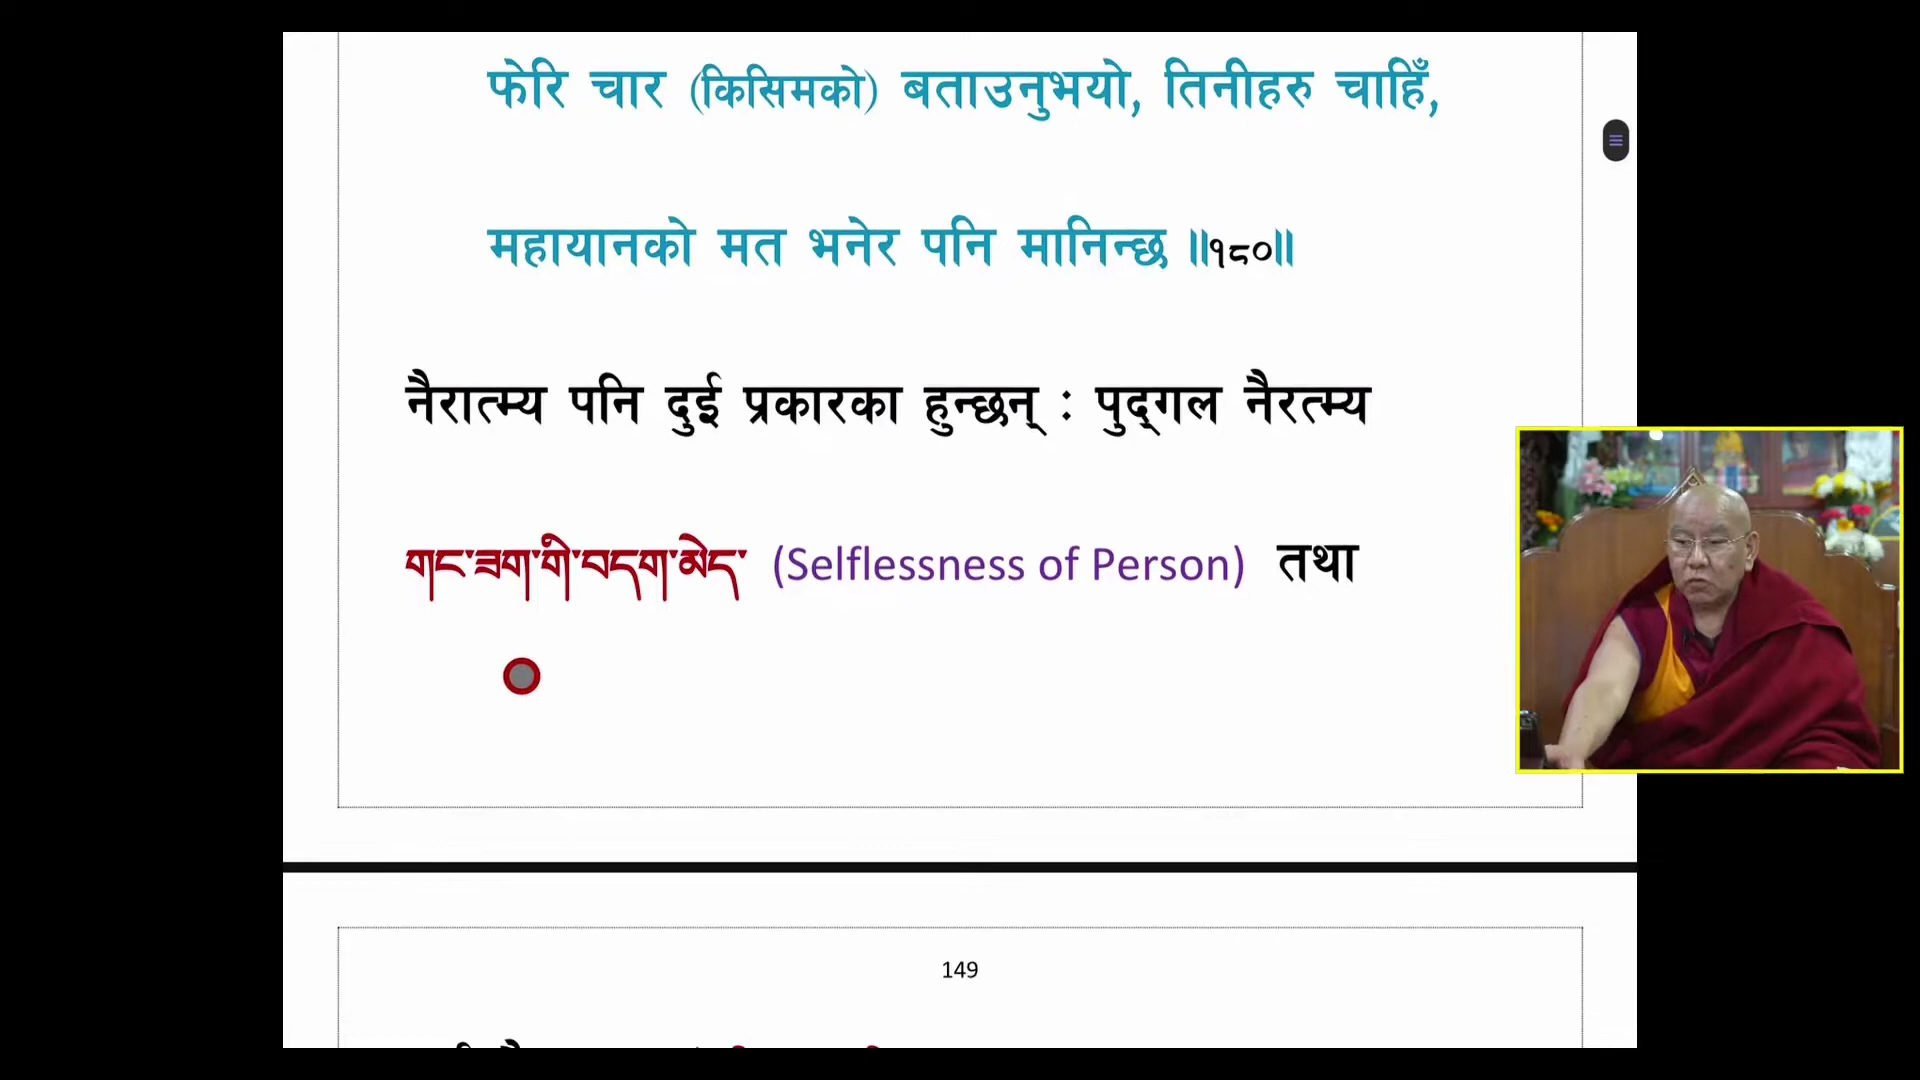 फेरि चार (किसिमको) बताउनुभयो, तिनीहरु चाहिँ,
महायानको मत भनेर पनि मानिन्छ ॥१८०॥
नैरात्म्य पनि दुई प्रकारका हुन्छन् : पुद्‌गल नैरत्म्य
གང་ཟག་གི་བདག་མེད་ (Selflessness of Person) तथा
149